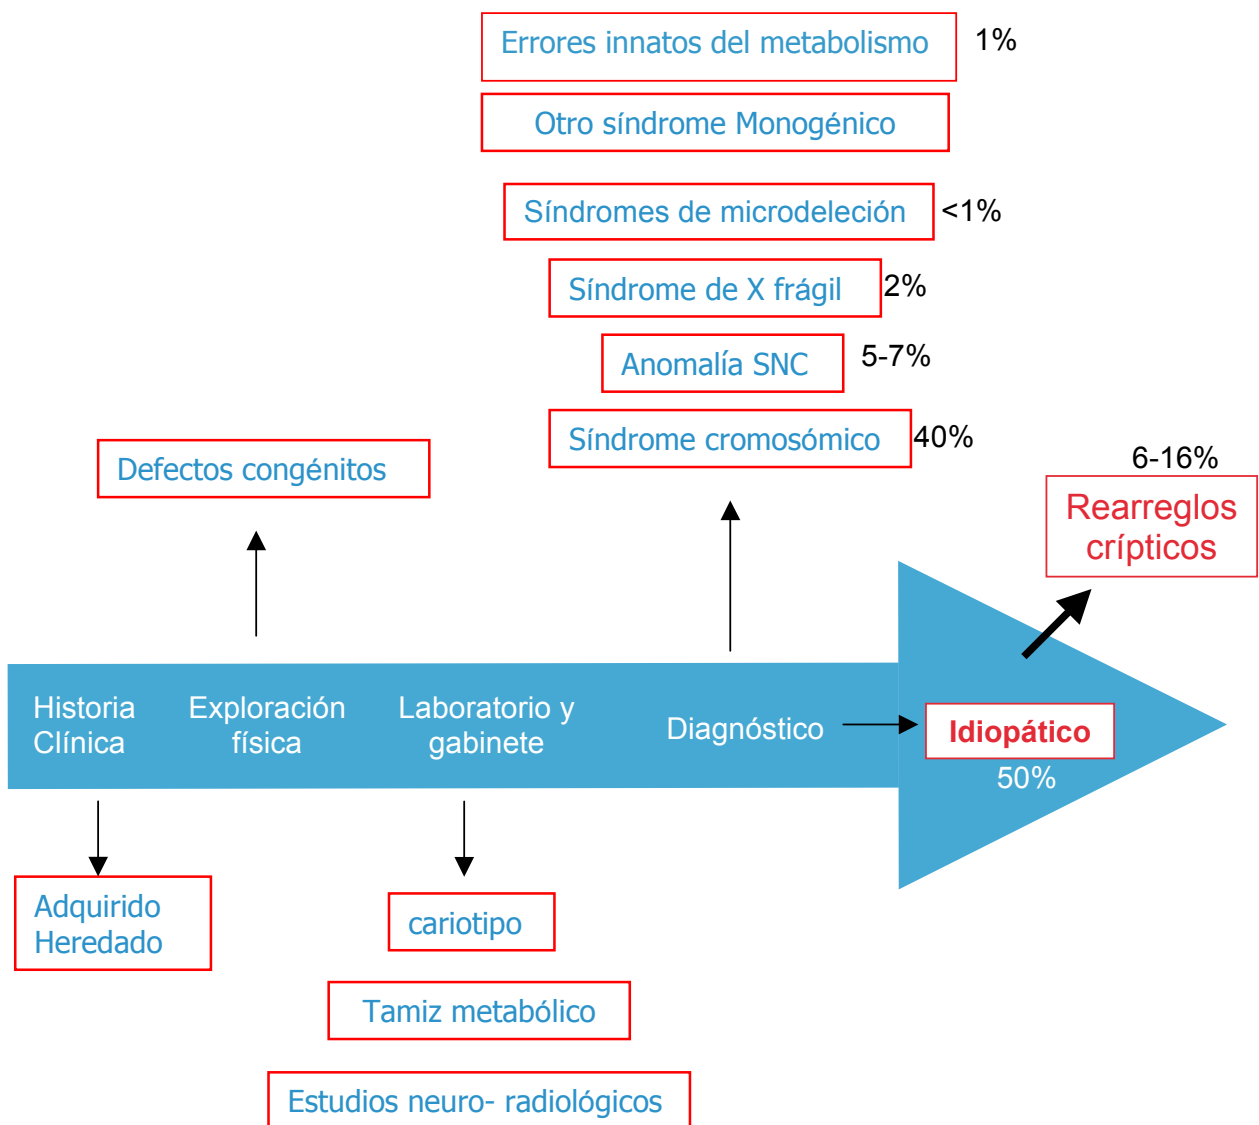 Errores innatos del metabolismo 1%
Otro síndrome Monogénico
Síndromes de microdeleción <1%
Síndrome de X frágil 2%
Anomalía SNC 5-7%
Síndrome cromosómico 40%
Defectos congénitos
6-16%
Rearreglos
crípticos
Historia
Clínica
Exploración
física
Laboratorio y
gabinete
Diagnóstico
Idiopático
50%
Adquirido
Heredado
cariotipo
Tamiz metabólico
Estudios neuro- radiológicos